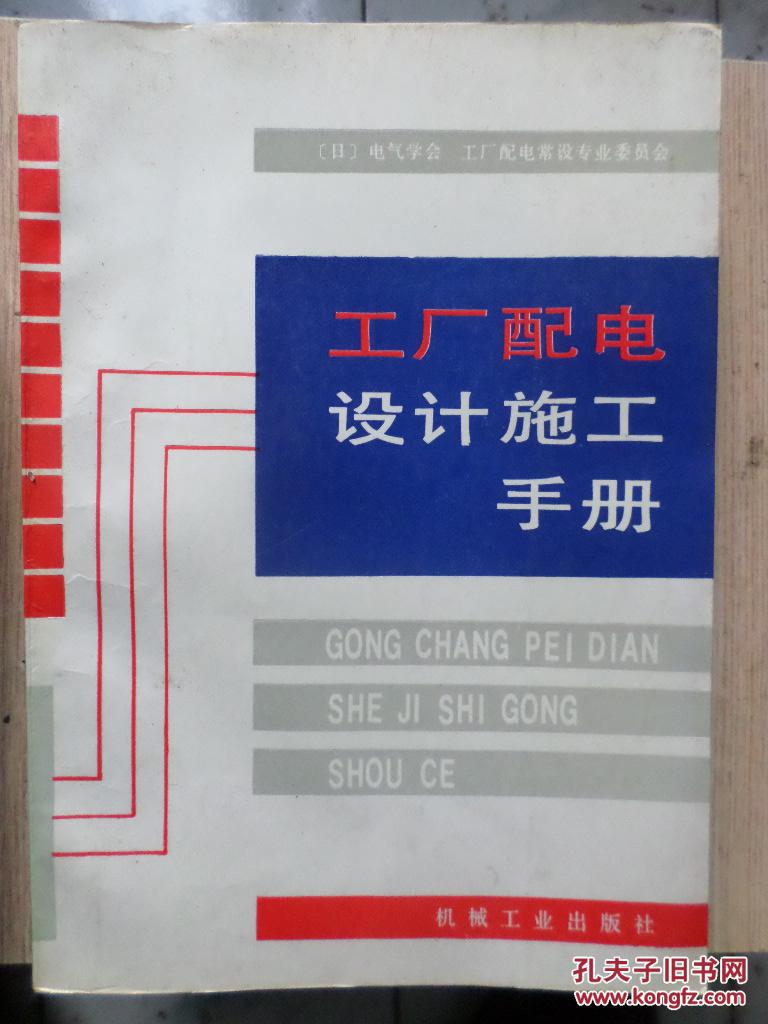 〔日〕电气学会 工厂配电常设专业委员会
工厂配电
设计施工
手册
GONG CHANG PEI DIAN
SHE JI SHI GONG
SHOU CE
机械工业出版社
孔夫子旧书网
www.kongfz.com